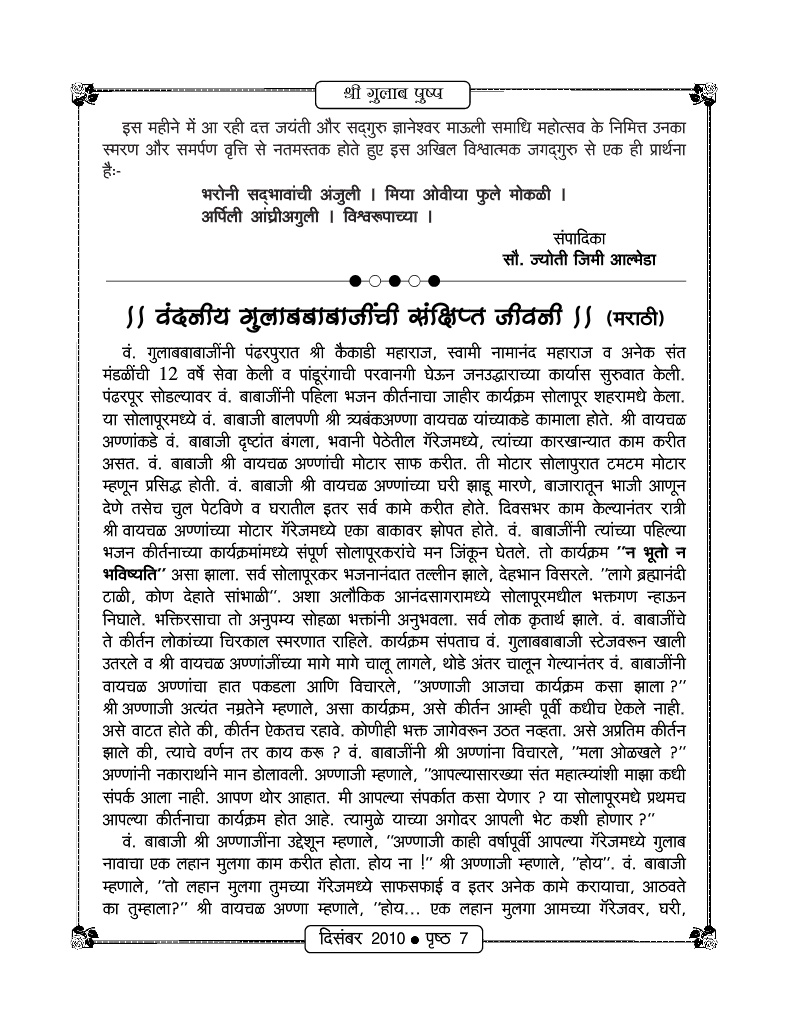 श्री गुलाब पुष्प
इस महीने में आ रही दत्त जयंती और सद्गुरु ज्ञानेश्वर माऊली समाधि महोत्सव के निमित्त उनका
स्मरण और समर्पण वृत्ति से नतमस्तक होते हुए इस अखिल विश्वात्मक जगद्गुरु से एक ही प्रार्थना
है:-
भरोनी सद्भावांची अंजुली । मिया ओवीया फुले मोकळी ।
अर्पिली आंघ्रीअगुली । विश्वरूपाच्या ।
संपादिका
सौ. ज्योती जिमी आल्मेडा
।। वंदनीय गुलाबबाबाजींची संक्षिप्त जीवनी ।। (मराठी)
वं. गुलाबबाबाजींनी पंढरपुरात श्री कैकाडी महाराज, स्वामी नामानंद महाराज व अनेक संत
मंडळींची 12 वर्षे सेवा केली व पांडूरंगाची परवानगी घेऊन जनउद्धाराच्या कार्यास सुरुवात केली.
पंढरपूर सोडल्यावर वं. बाबाजींनी पहिला भजन कीर्तनाचा जाहीर कार्यक्रम सोलापूर शहरामधे केला.
या सोलापूरमध्ये वं. बाबाजी बालपणी श्री त्र्यबंकअण्णा वायचळ यांच्याकडे कामाला होते. श्री वायचळ
अण्णांकडे वं. बाबाजी दृष्टांत बंगला, भवानी पेठेतील गॅरेजमध्ये, त्यांच्या कारखान्यात काम करीत
असत. वं. बाबाजी श्री वायचळ अण्णांची मोटार साफ करीत. ती मोटार सोलापुरात टमटम मोटार
म्हणून प्रसिद्ध होती. वं. बाबाजी श्री वायचळ अण्णांच्या घरी झाडू मारणे, बाजारातून भाजी आणून
देणे तसेच चुल पेटविणे व घरातील इतर सर्व कामे करीत होते. दिवसभर काम केल्यानंतर रात्री
श्री वायचळ अण्णांच्या मोटार गॅरेजमध्ये एका बाकावर झोपत होते. वं. बाबाजींनी त्यांच्या पहिल्या
भजन कीर्तनाच्या कार्यक्रमांमध्ये संपूर्ण सोलापूरकरांचे मन जिंकून घेतले. तो कार्यक्रम ''न भूतो न
भविष्यति'' असा झाला. सर्व सोलापूरकर भजनानंदात तल्लीन झाले, देहभान विसरले. ''लागे ब्रह्मानंदी
टाळी, कोण देहाते सांभाळी''. अशा अलौकिक आनंदसागरामध्ये सोलापूरमधील भक्तगण न्हाऊन
निघाले. भक्तिरसाचा तो अनुपम्य सोहळा भक्तांनी अनुभवला. सर्व लोक कृतार्थ झाले. वं. बाबाजींचे
ते कीर्तन लोकांच्या चिरकाल स्मरणात राहिले. कार्यक्रम संपताच वं. गुलाबबाबाजी स्टेजवरून खाली
उतरले व श्री वायचळ अण्णांजींच्या मागे मागे चालू लागले, थोडे अंतर चालून गेल्यानंतर वं. बाबाजींनी
वायचळ अण्णांचा हात पकडला आणि विचारले, ''अण्णाजी आजचा कार्यक्रम कसा झाला ?''
श्री अण्णाजी अत्यंत नम्रतेने म्हणाले, असा कार्यक्रम, असे कीर्तन आम्ही पूर्वी कधीच ऐकले नाही.
असे वाटत होते की, कीर्तन ऐकतच रहावे. कोणीही भक्त जागेवरून उठत नव्हता. असे अप्रतिम कीर्तन
झाले की, त्याचे वर्णन तर काय करू ? वं. बाबाजींनी श्री अण्णांना विचारले, ''मला ओळखले ?''
अण्णांनी नकारार्थाने मान डोलावली. अण्णाजी म्हणाले, ''आपल्यासारख्या संत महात्म्यांशी माझा कधी
संपर्क आला नाही. आपण थोर आहात. मी आपल्या संपर्कात कसा येणार ? या सोलापूरमधे प्रथमच
आपल्या कीर्तनाचा कार्यक्रम होत आहे. त्यामुळे याच्या अगोदर आपली भेट कशी होणार ?''
वं. बाबाजी श्री अण्णाजींना उद्देशून म्हणाले, ''अण्णाजी काही वर्षापूर्वी आपल्या गॅरेजमध्ये गुलाब
नावाचा एक लहान मुलगा काम करीत होता. होय ना !'' श्री अण्णाजी म्हणाले, ''होय''. वं. बाबाजी
म्हणाले, ''तो लहान मुलगा तुमच्या गॅरेजमध्ये साफसफाई व इतर अनेक कामे करायाचा, आठवते
का तुम्हाला?'' श्री वायचळ अण्णा म्हणाले, ''होय... एक लहान मुलगा आमच्या गॅरेजवर, घरी,
दिसंबर 2010 ● पृष्ठ 7